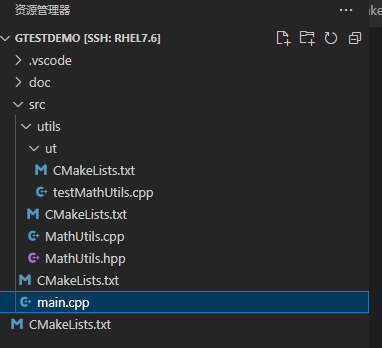 资源管理器
GTESTDEMO [SSH: RHEL7.6]
.vscode
doc
src
utils
ut
CMakeLists.txt
testMathUtils.cpp
CMakeLists.txt
MathUtils.cpp
MathUtils.hpp
CMakeLists.txt
main.cpp
CMakeLists.txt